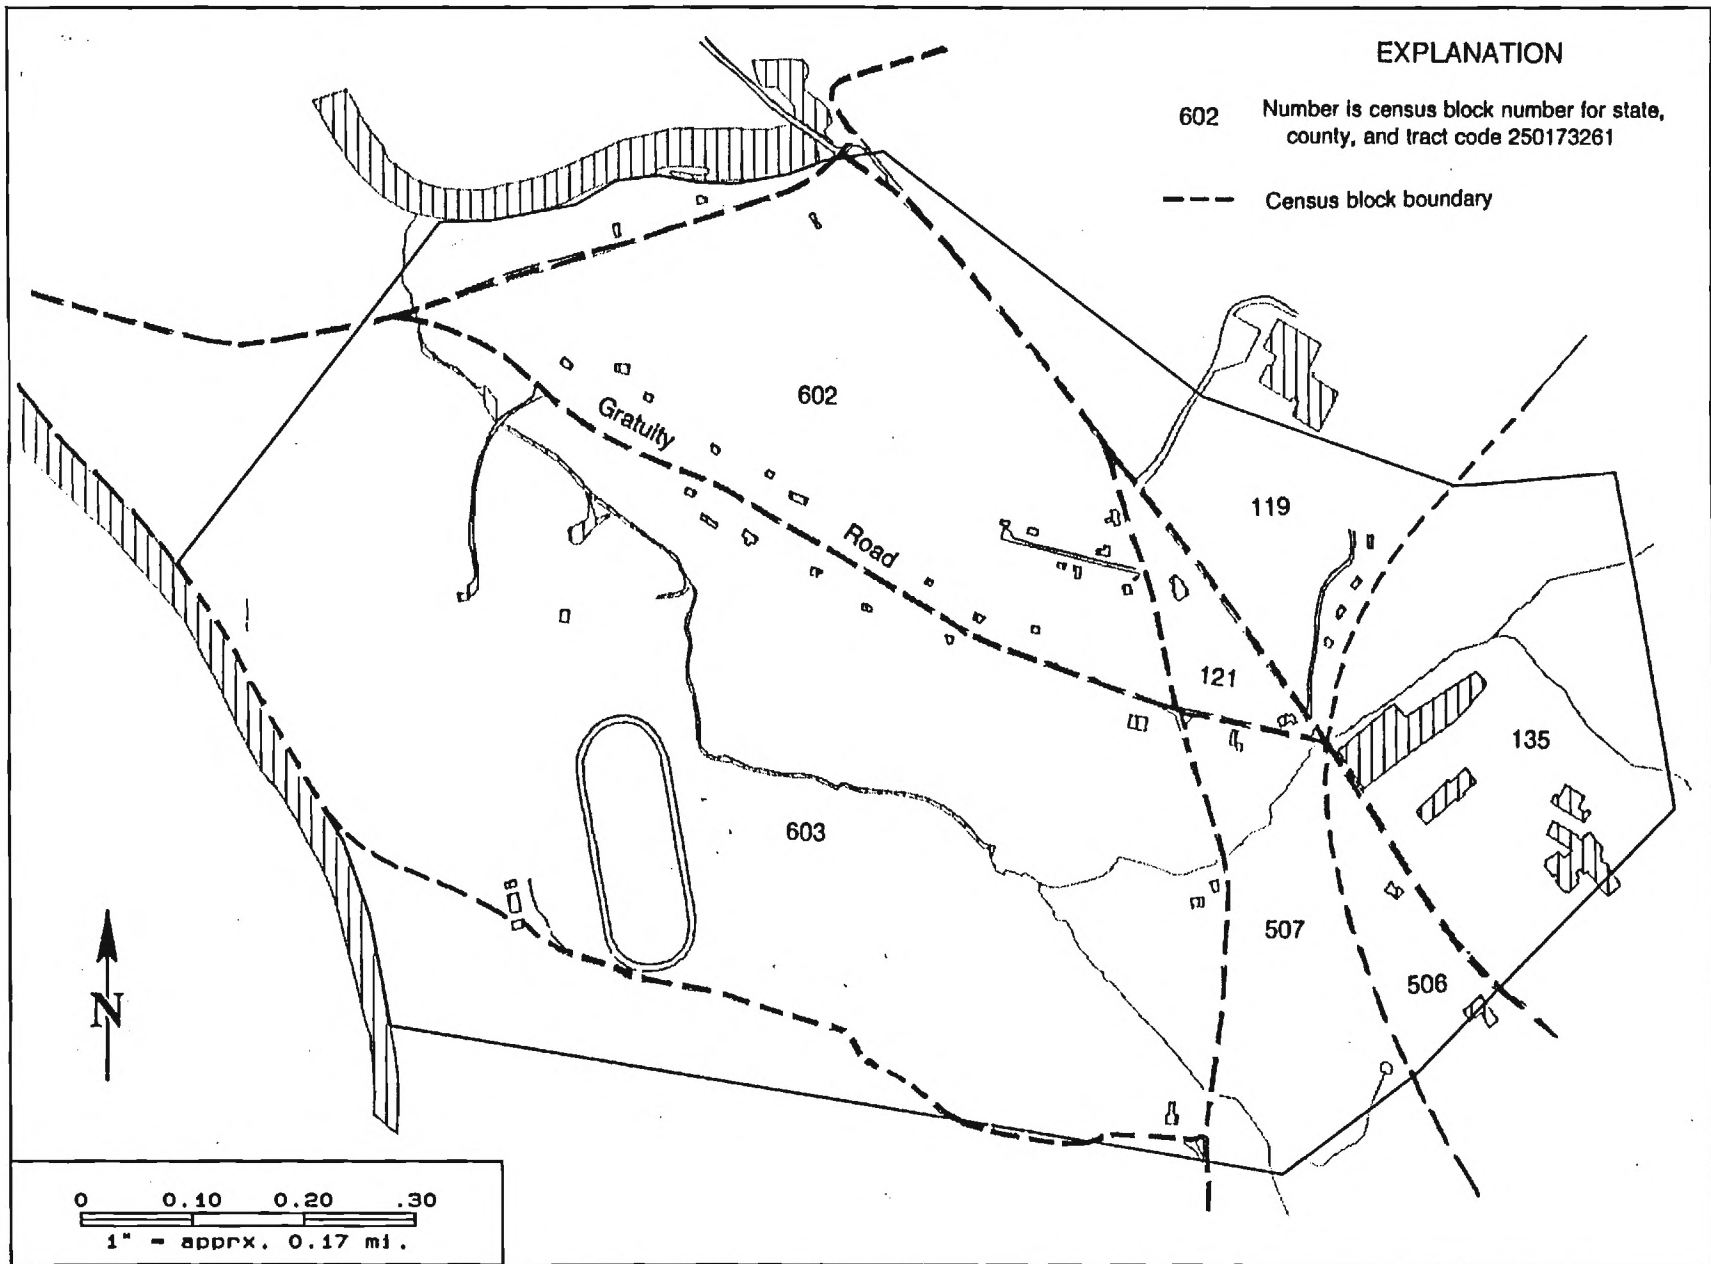 EXPLANATION
602 Number is census block number for state,
county, and tract code 250173261
Census block boundary
602
Gratuity
Road
119
121
135
603
507
506
N
0 0.10 0.20 .30
1" = apprx. 0.17 mi.